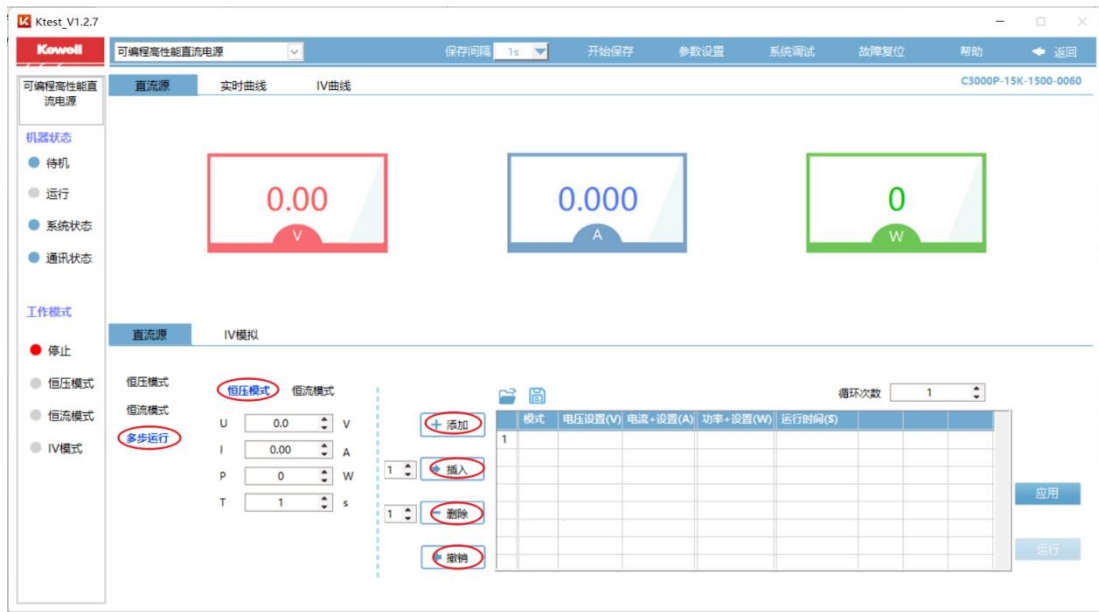 Ktest_V1.2.7
Kewell
可编程高性能直流电源
保存间隔 1s 开始保存 参数设置 系统调试 故障复位 帮助 返回
可编程高性能直
流电源
直流源 实时曲线 IV曲线
C3000P-15K-1500-0060
机器状态
待机
运行
系统状态
通讯状态
0.00
V
0.000
A
0
W
工作模式
停止
恒压模式
恒流模式
IV模式
直流源 IV模拟
恒压模式
恒流模式
多步运行
恒压模式 恒流模式
U 0.0 V
I 0.00 A
P 0 W
T 1 s
添加
1 插入
1 删除
撤销
循环次数 1
模式 电压设置(V) 电流+设置(A) 功率+设置(W) 运行时间(S)
1
应用
运行